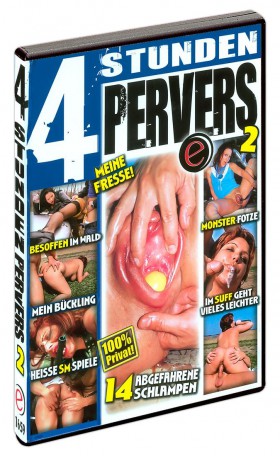 4 STUNDEN
PERVERS
e 2
MEINE
FRESSE!
BESOFFEN IM WALD
MEIN BÜCKLING
HEISSE SM SPIELE
MONSTER FOTZE
IM SUFF GEHT
VIELES LEICHTER
100%
Privat!
14 ABGEFAHRENE
SCHLAMPEN
4 STUNDEN PERVERS 2
e